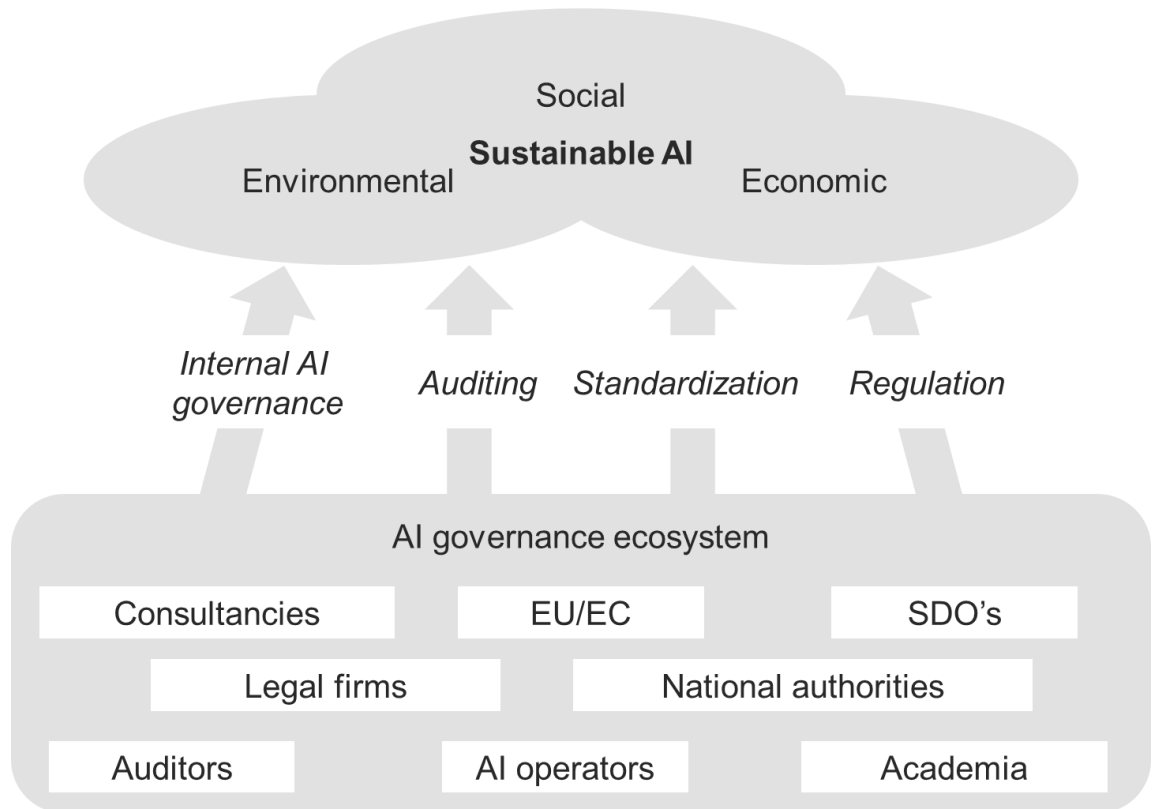 Social
Sustainable AI
Environmental
Economic
Internal AI
governance
Auditing
Standardization
Regulation
AI governance ecosystem
Consultancies
EU/EC
SDO’s
Legal firms
National authorities
Auditors
AI operators
Academia